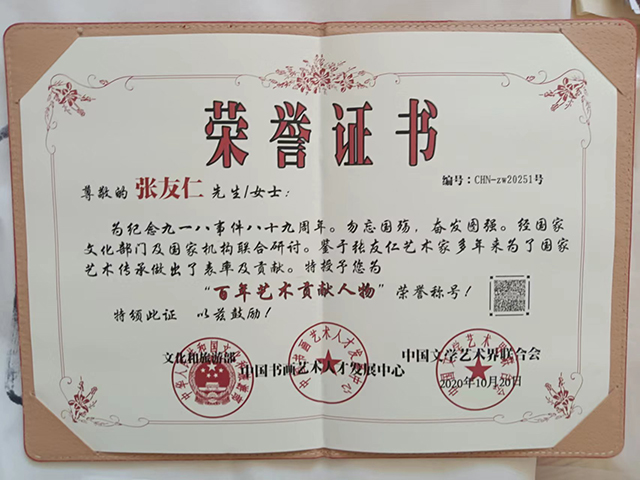 荣誉证书
尊敬的 张友仁 先生/女士：
编号：CHN-zw20251号
为纪念九一八事件八十九周年。勿忘国殇，奋发图强。经国家
文化部门及国家机构联合研讨。鉴于张友仁艺术家多年来为了国家
艺术传承做出了表率及贡献。特授予您为
“百年艺术贡献人物”荣誉称号！
特颁此证 以兹鼓励！
文化和旅游部
中国书画艺术人才发展中心
中国文学艺术界联合会
2020年10月20日